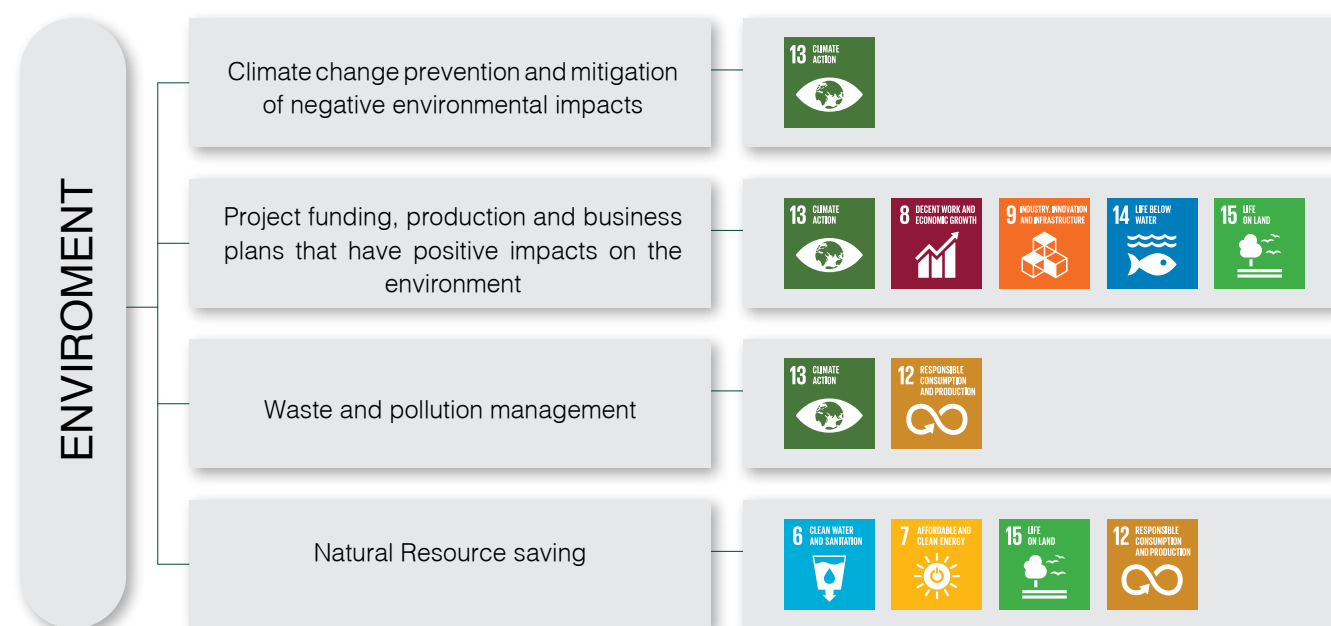 ENVIROMENT
Climate change prevention and mitigation
of negative environmental impacts
13 CLIMATE
ACTION
Project funding, production and business
plans that have positive impacts on the
environment
13 CLIMATE
ACTION
8 DECENT WORK AND
ECONOMIC GROWTH
9 INDUSTRY, INNOVATION
AND INFRASTRUCTURE
14 LIFE BELOW
WATER
15 LIFE
ON LAND
Waste and pollution management
13 CLIMATE
ACTION
12 RESPONSIBLE
CONSUMPTION
AND PRODUCTION
Natural Resource saving
6 CLEAN WATER
AND SANITATION
7 AFFORDABLE AND
CLEAN ENERGY
15 LIFE
ON LAND
12 RESPONSIBLE
CONSUMPTION
AND PRODUCTION